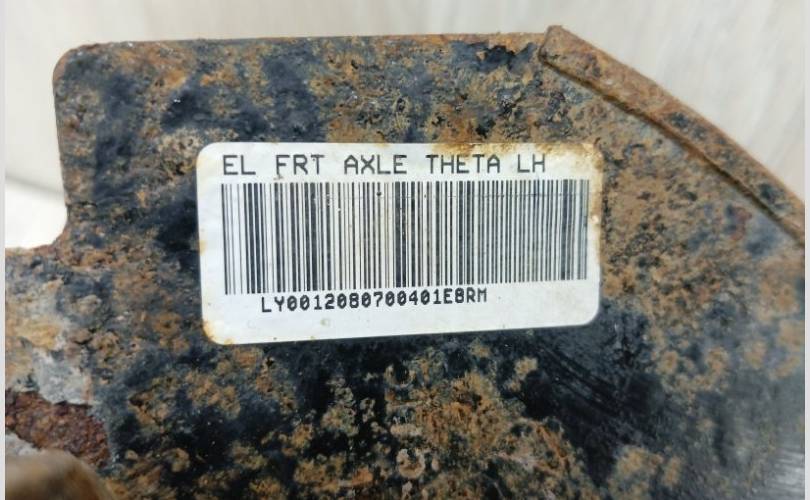 EL FRT AXLE THETA LH
LY0012080700401E8RM